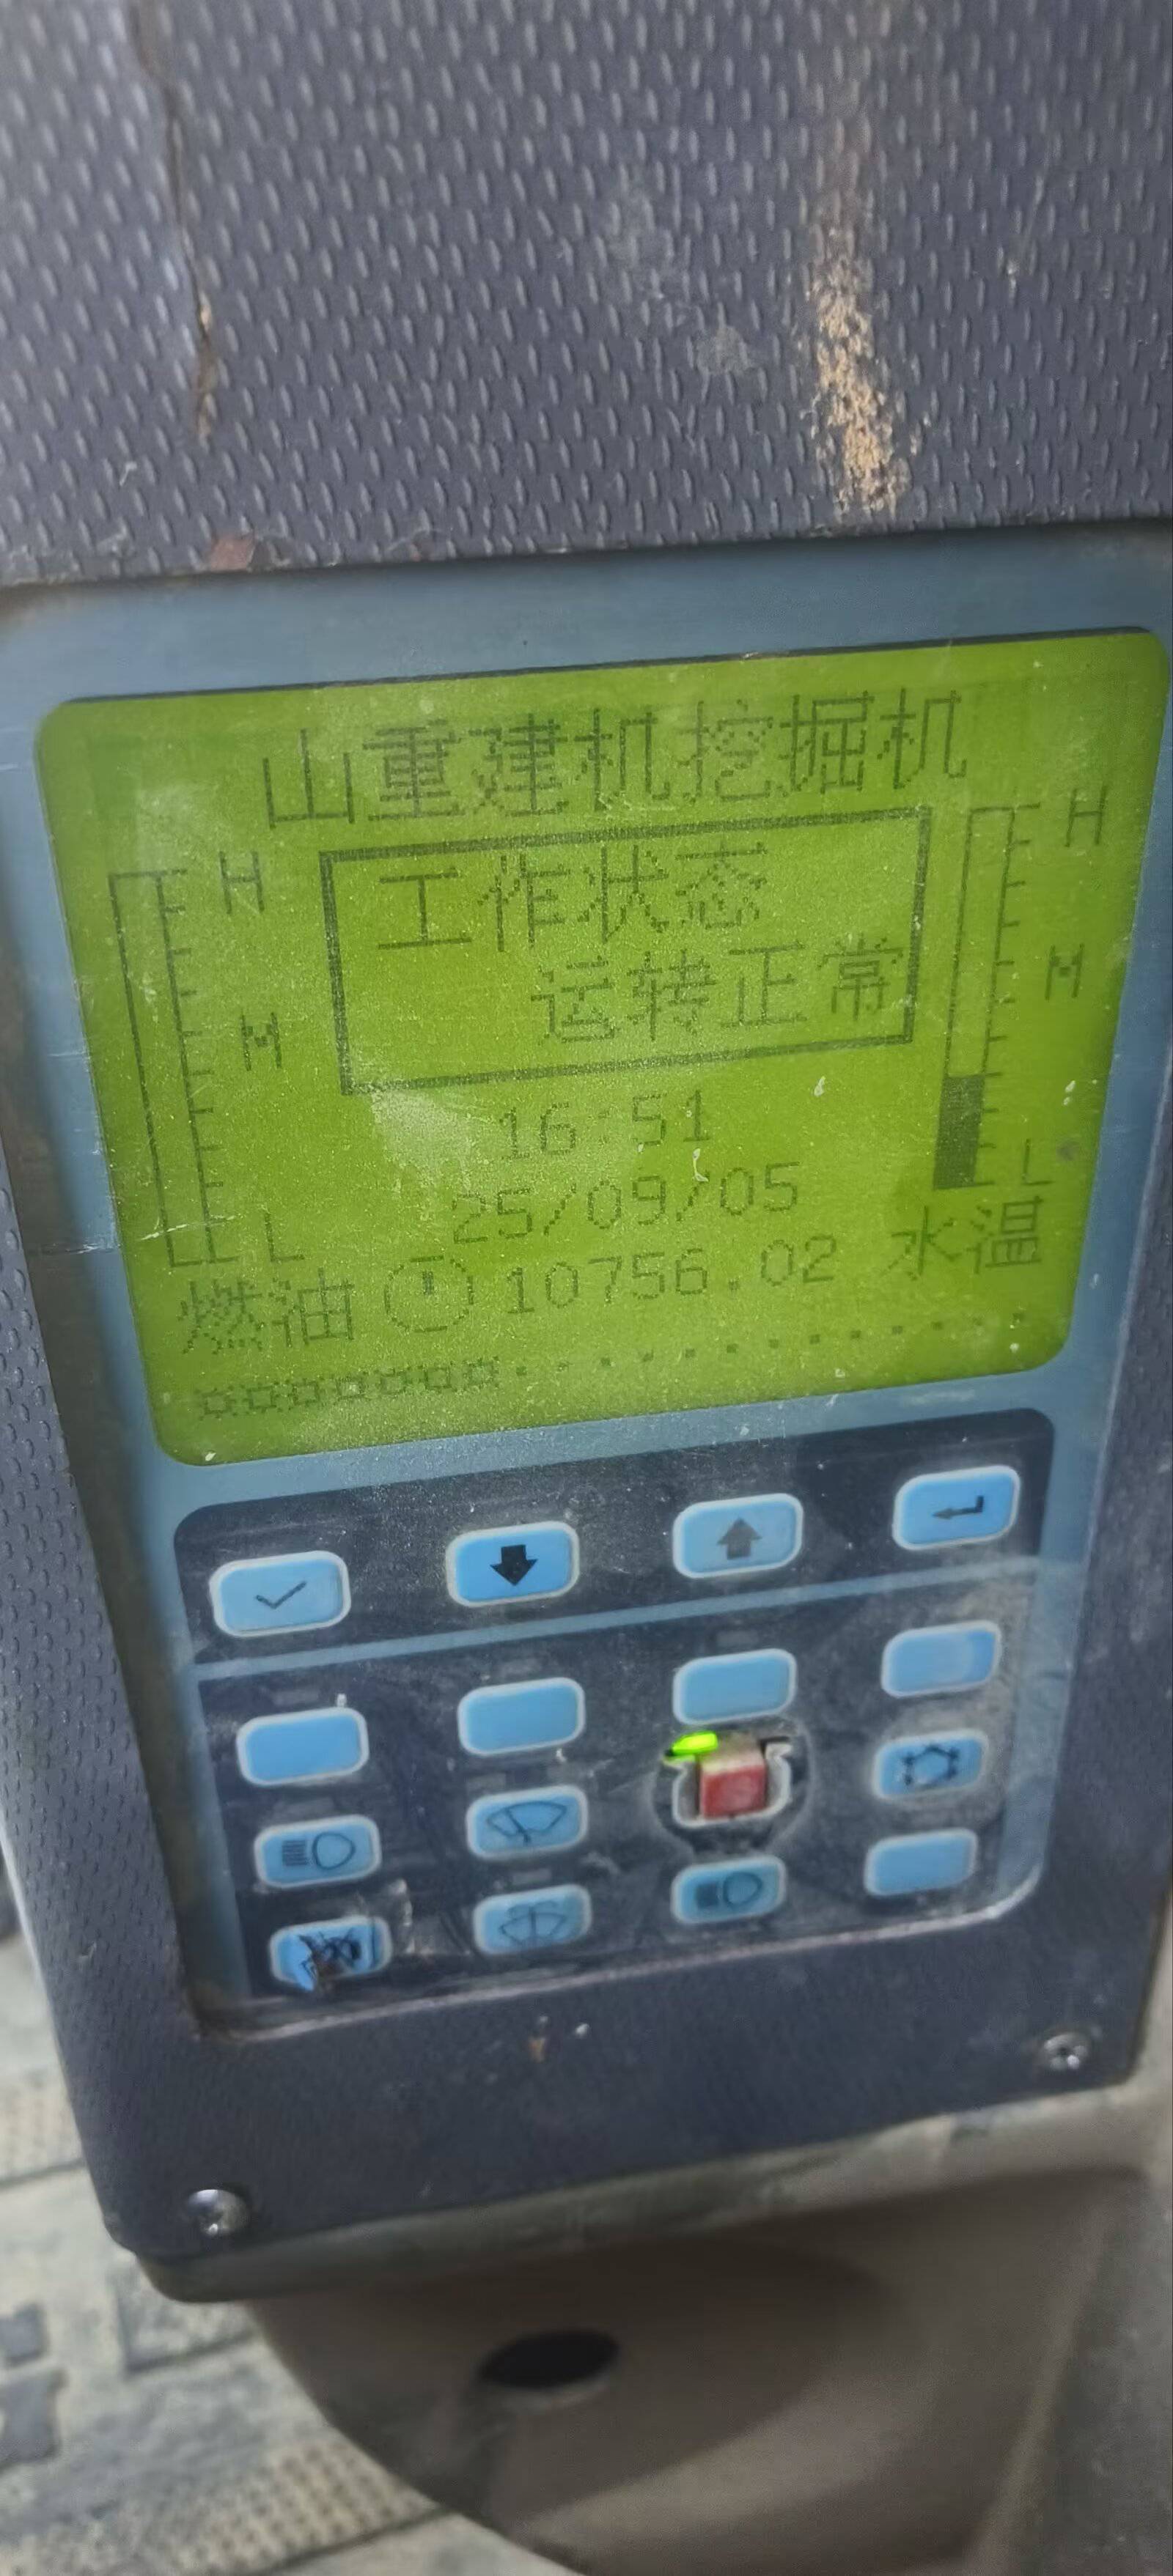 山重建机挖掘机
H
H
工作状态
运转正常
M
M
16:51
25/09/05
L
L
燃油 10756.02 水温